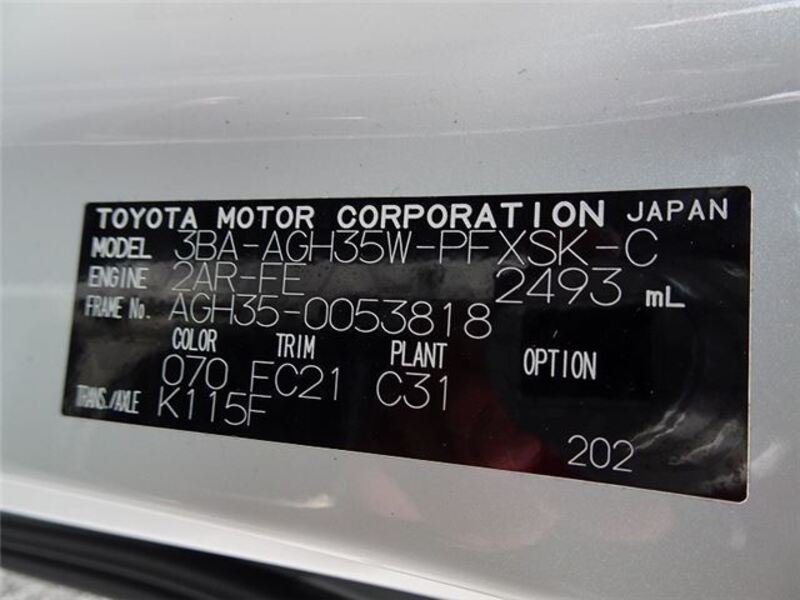 TOYOTA MOTOR CORPORATION JAPAN
MODEL 3BA-AGH35W-PFXSK-C
ENGINE 2AR-FE 2493 mL
FRAME No. AGH35-0053818
COLOR TRIM PLANT OPTION
070 FC21 C31
TRANS./AXLE K115F
202